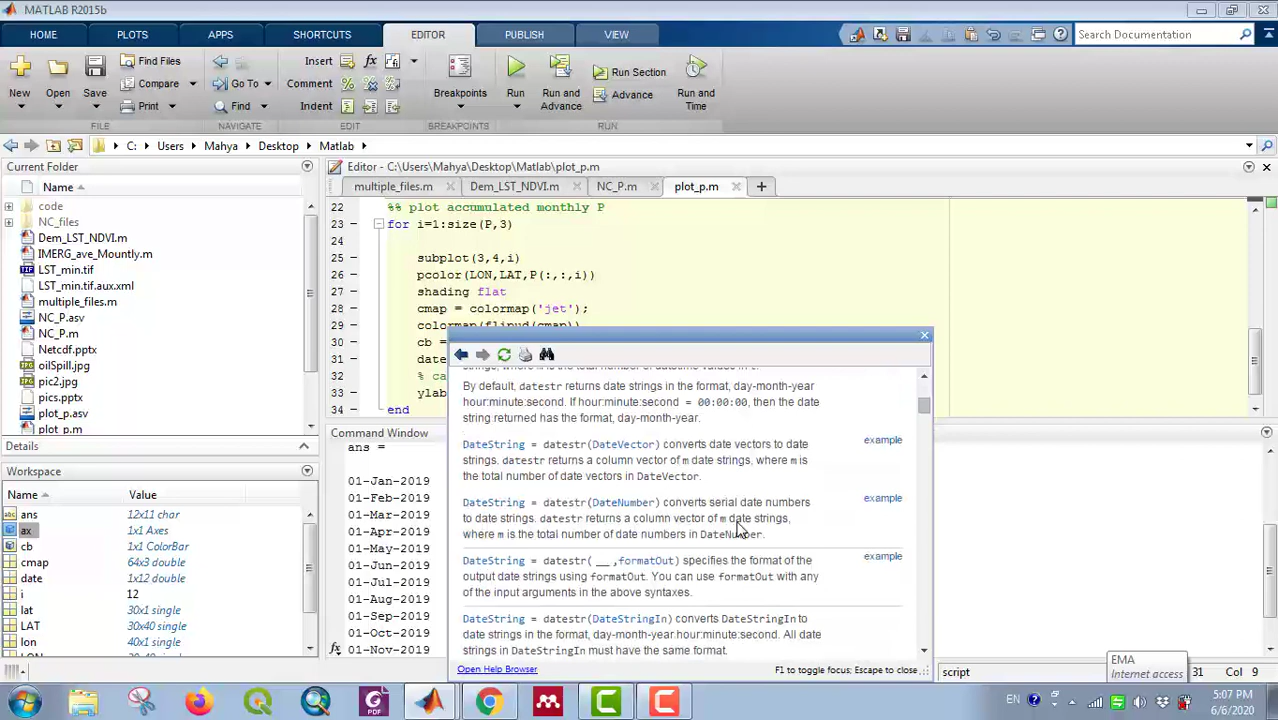 MATLAB R2015b
HOME PLOTS APPS SHORTCUTS EDITOR PUBLISH VIEW
Search Documentation
New Open Save Find Files Compare Print
Go To Find
Insert Comment Indent
Breakpoints
Run Run and Advance Run Section Advance Run and Time
FILE NAVIGATE EDIT BREAKPOINTS RUN
C: Users Mahya Desktop Matlab
Current Folder
Name
code
NC_files
Dem_LST_NDVI.m
IMERG_ave_Mountly.m
LST_min.tif
LST_min.tif.aux.xml
multiple_files.m
NC_P.asv
NC_P.m
Netcdf.pptx
oilSpill.jpg
pic2.jpg
pics.pptx
plot_p.asv
plot_p.m
Details
Workspace
Name Value
ans 12x11 char
ax 1x1 Axes
cb 1x1 ColorBar
cmap 64x3 double
date 1x12 double
i 12
lat 30x1 single
LAT 30x40 single
lon 40x1 single
Editor - C:\Users\Mahya\Desktop\Matlab\plot_p.m
multiple_files.m Dem_LST_NDVI.m NC_P.m plot_p.m
22 %% plot accumulated monthly P
23 for i=1:size(P,3)
24
25 subplot(3,4,i)
26 pcolor(LON,LAT,P(:,:,i))
27 shading flat
28 cmap = colormap('jet');
29 colormap(flipud(cmap))
30 cb =
31 date
32 % ca
33 ylab
34 end
Command Window
ans =
01-Jan-2019
01-Feb-2019
01-Mar-2019
01-Apr-2019
01-May-2019
01-Jun-2019
01-Jul-2019
01-Aug-2019
01-Sep-2019
01-Oct-2019
01-Nov-2019
By default, datestr returns date strings in the format, day-month-year
hour:minute:second. If hour:minute:second = 00:00:00, then the date
string returned has the format, day-month-year.
DateString = datestr(DateVector) converts date vectors to date example
strings. datestr returns a column vector of m date strings, where m is
the total number of date vectors in DateVector.
DateString = datestr(DateNumber) converts serial date numbers example
to date strings. datestr returns a column vector of m date strings,
where m is the total number of date numbers in DateNumber.
DateString = datestr( __ ,formatOut) specifies the format of the example
output date strings using formatOut. You can use formatOut with any
of the input arguments in the above syntaxes.
DateString = datestr(DateStringIn) converts DateStringIn to
date strings in the format, day-month-year hour:minute:second. All date
strings in DateStringIn must have the same format.
Open Help Browser F1 to toggle focus; Escape to close
script 31 Col 9
EMA
Internet access
PDF
EN 5:07 PM
6/6/2020